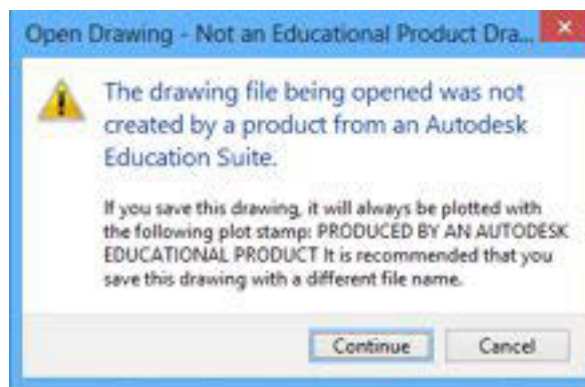 Open Drawing - Not an Educational Product Dra...
The drawing file being opened was not
created by a product from an Autodesk
Education Suite.
If you save this drawing, it will always be plotted with
the following plot stamp: PRODUCED BY AN AUTODESK
EDUCATIONAL PRODUCT It is recommended that you
save this drawing with a different file name.
Continue
Cancel